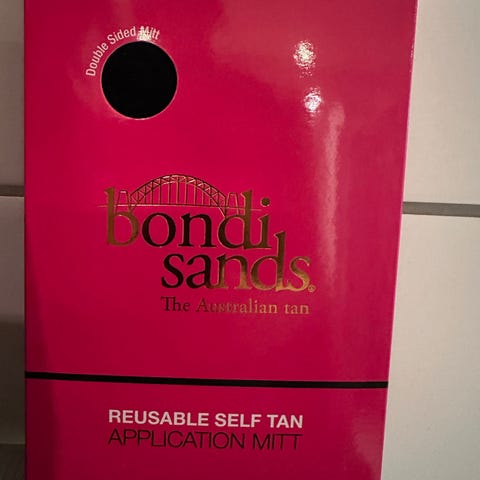 Double Sided Mitt
bondi
sands®
The Australian tan
REUSABLE SELF TAN
APPLICATION MITT